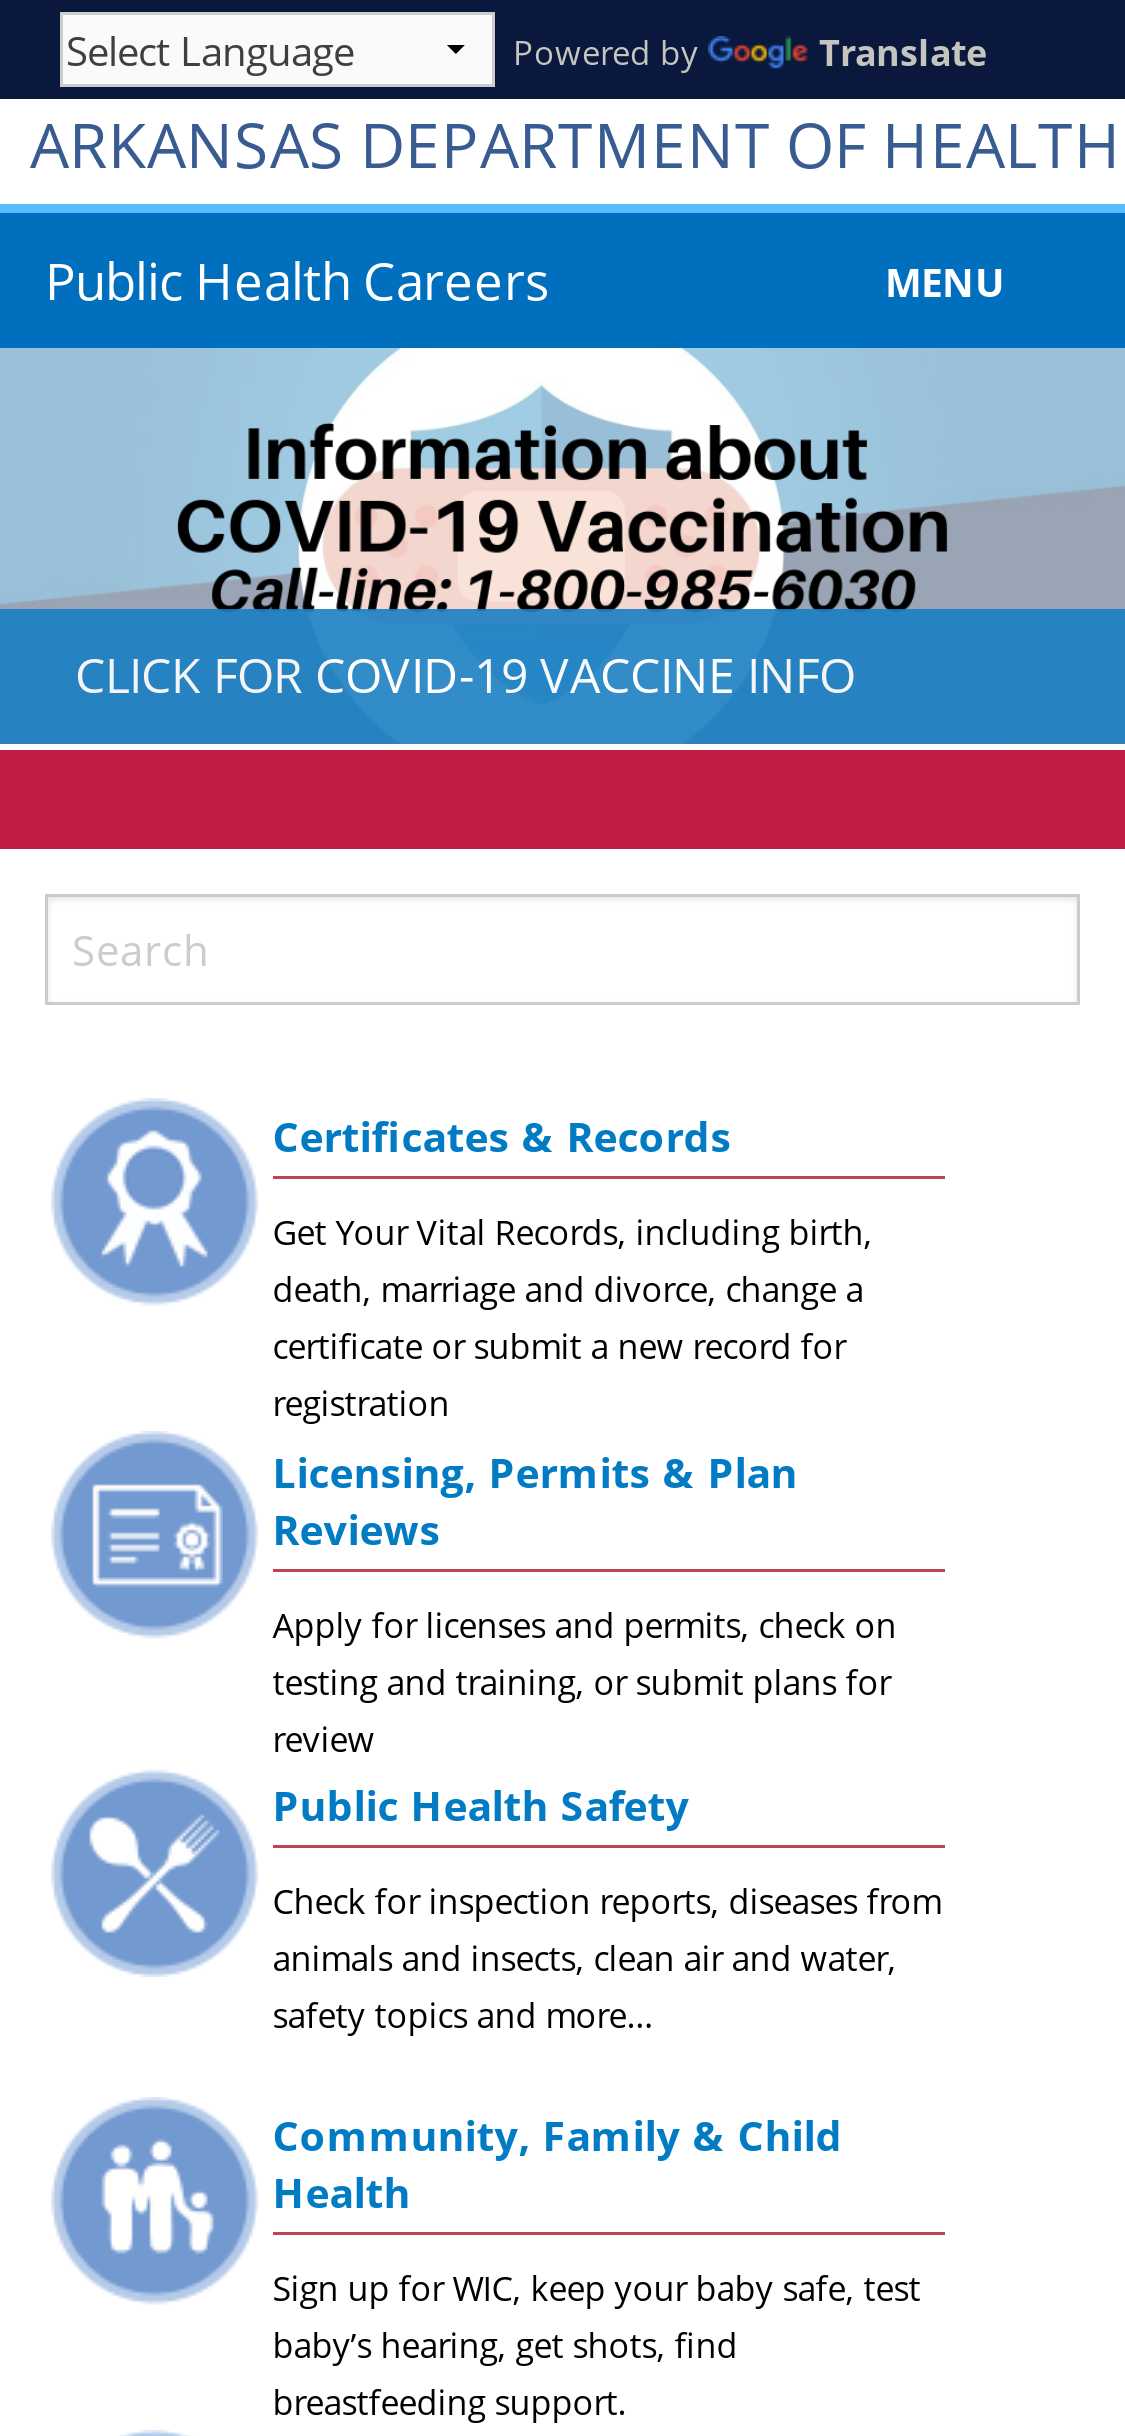 Select Language
Powered by Google Translate
ARKANSAS DEPARTMENT OF HEALTH
Public Health Careers
MENU
Information about
COVID-19 Vaccination
Call-line: 1-800-985-6030
CLICK FOR COVID-19 VACCINE INFO
Search
Certificates & Records
Get Your Vital Records, including birth,
death, marriage and divorce, change a
certificate or submit a new record for
registration
Licensing, Permits & Plan
Reviews
Apply for licenses and permits, check on
testing and training, or submit plans for
review
Public Health Safety
Check for inspection reports, diseases from
animals and insects, clean air and water,
safety topics and more...
Community, Family & Child
Health
Sign up for WIC, keep your baby safe, test
baby’s hearing, get shots, find
breastfeeding support.